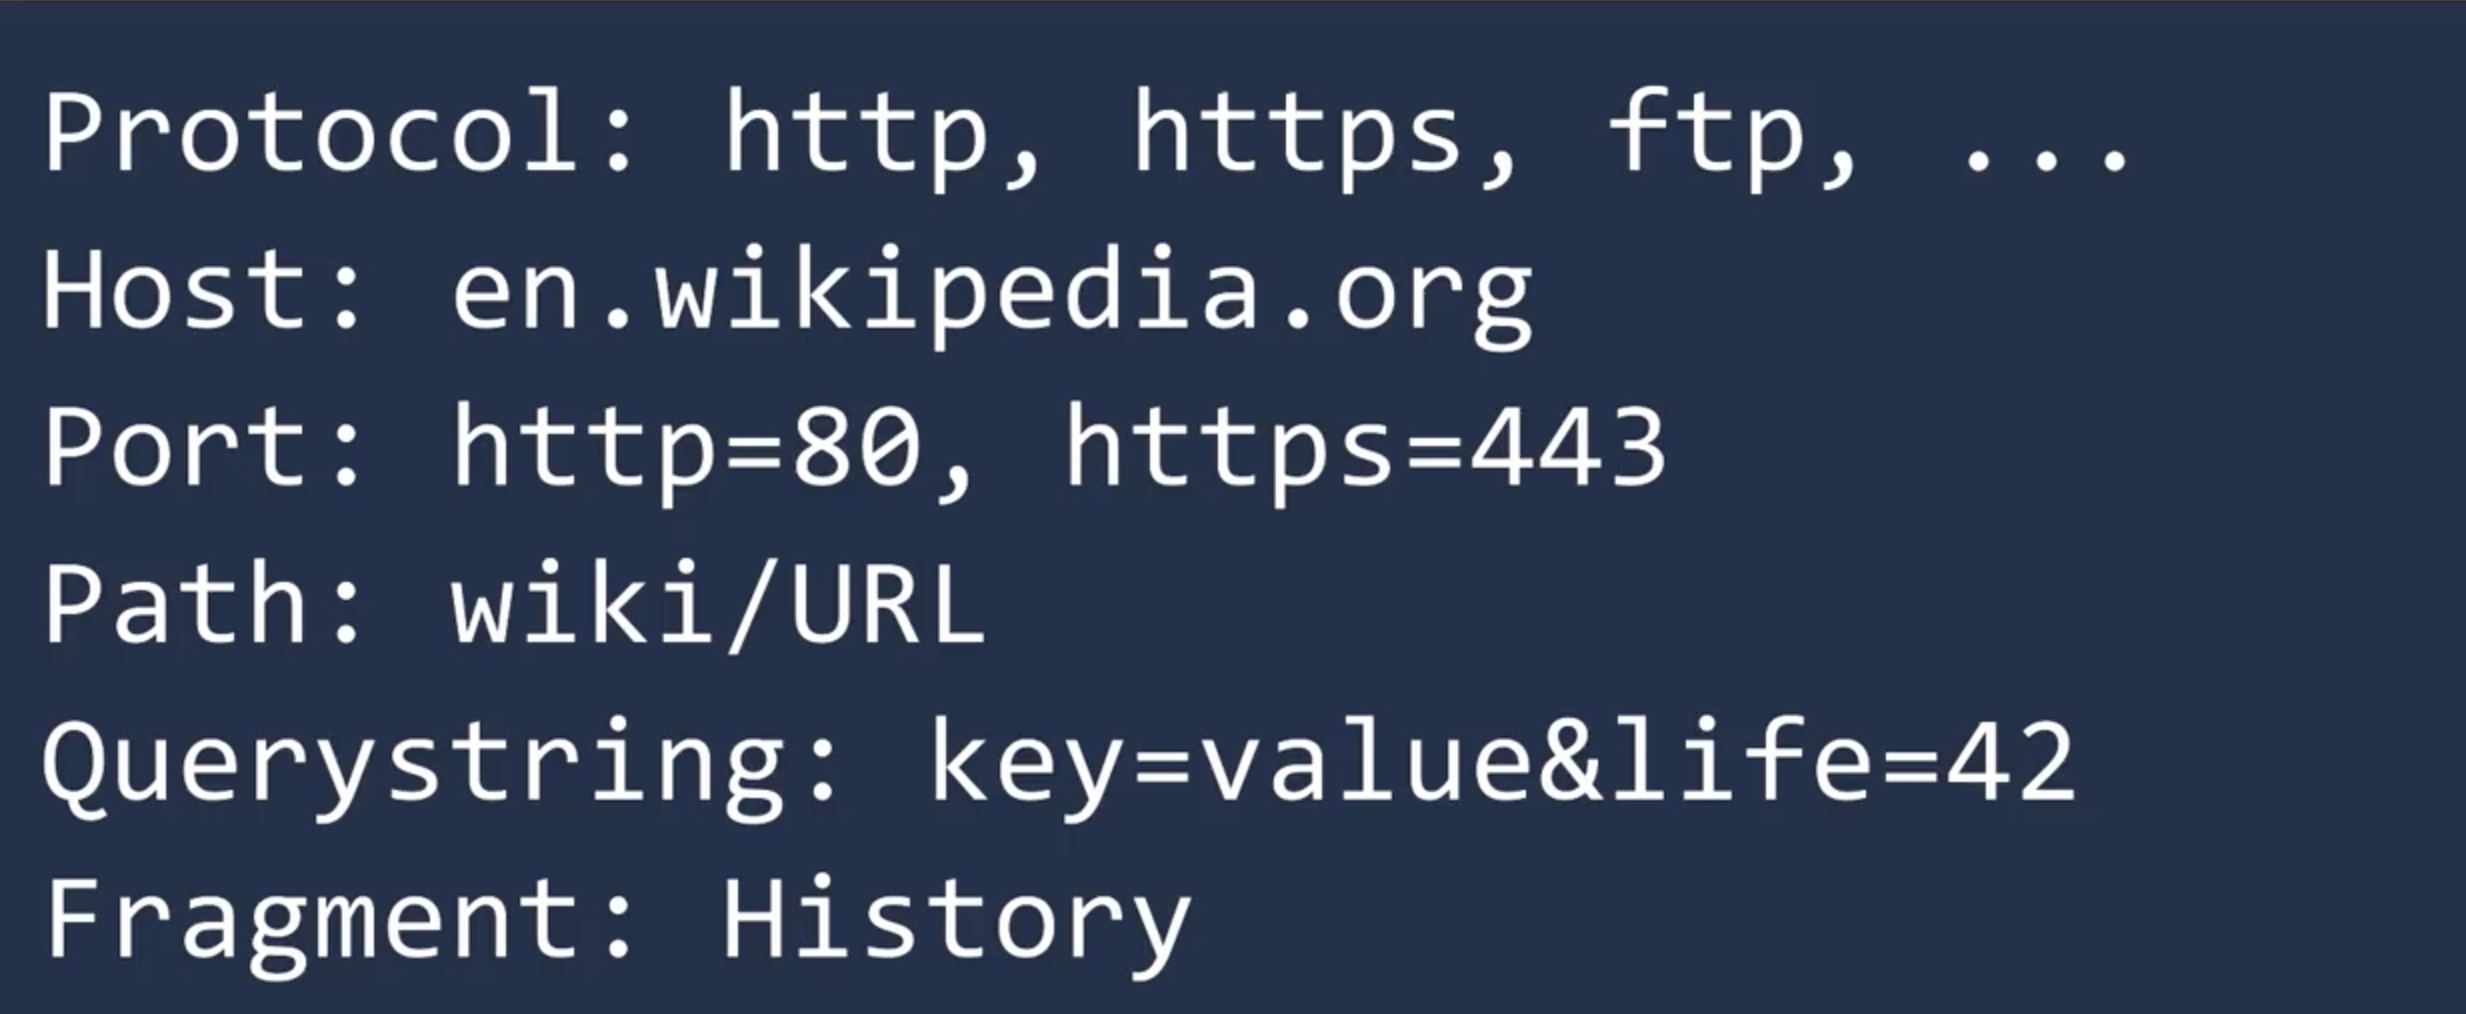 Protocol: http, https, ftp, ...
Host: en.wikipedia.org
Port: http=80, https=443
Path: wiki/URL
Querystring: key=value&life=42
Fragment: History